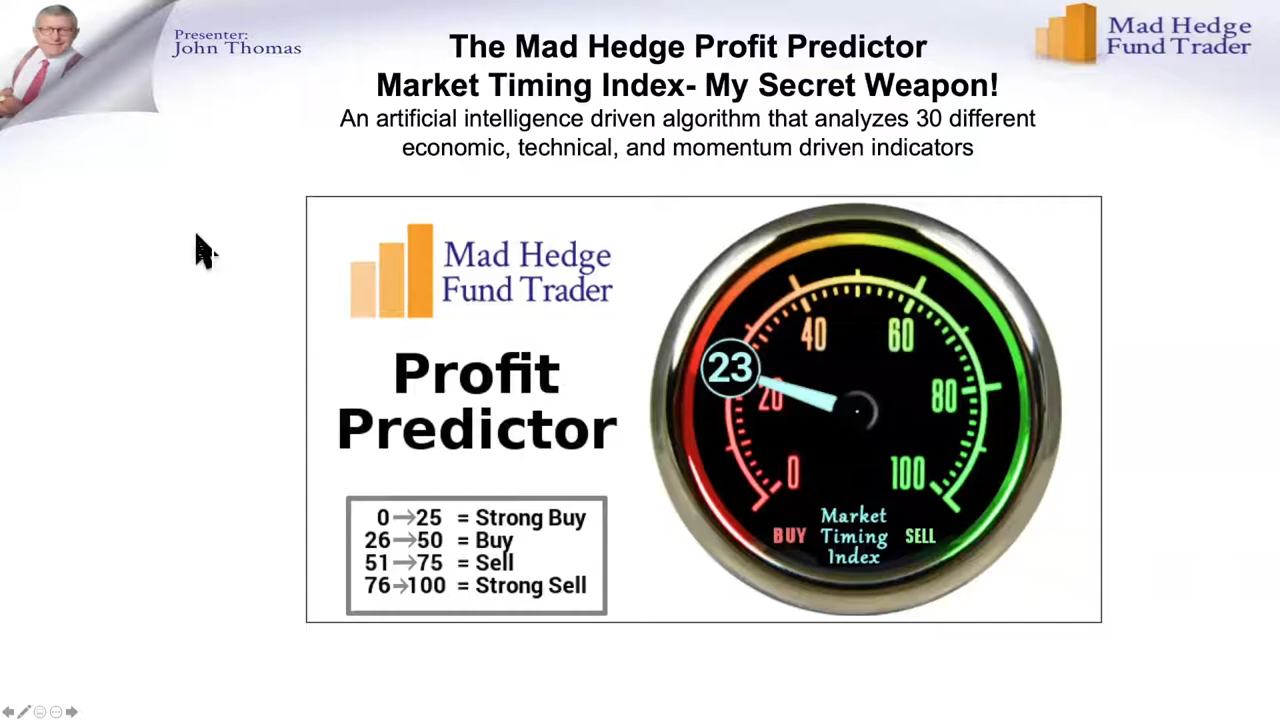 Presenter:
John Thomas
The Mad Hedge Profit Predictor
Market Timing Index- My Secret Weapon!
An artificial intelligence driven algorithm that analyzes 30 different
economic, technical, and momentum driven indicators
Mad Hedge
Fund Trader
Mad Hedge
Fund Trader
Profit
Predictor
0→25 = Strong Buy
26→50 = Buy
51→75 = Sell
76→100 = Strong Sell
40 60
23
20 80
0 100
BUY Market Timing Index SELL